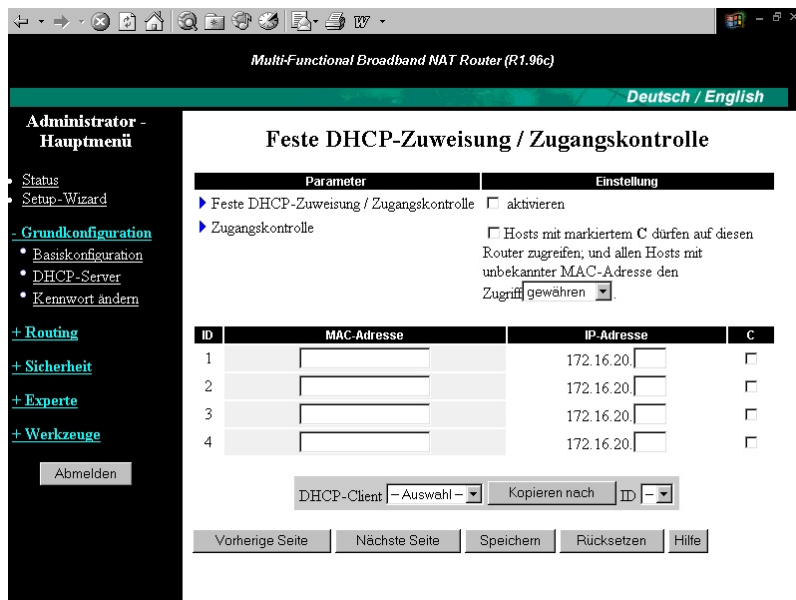 Multi-Functional Broadband NAT Router (R1.96c)
Deutsch / English
Administrator -
Hauptmenü
Status
Setup-Wizard
- Grundkonfiguration
Basiskonfiguration
DHCP-Server
Kennwort ändern
+ Routing
+ Sicherheit
+ Experte
+ Werkzeuge
Abmelden
Feste DHCP-Zuweisung / Zugangskontrolle
Parameter Einstellung
Feste DHCP-Zuweisung / Zugangskontrolle aktivieren
Zugangskontrolle
Hosts mit markiertem C dürfen auf diesen
Router zugreifen; und allen Hosts mit
unbekannter MAC-Adresse den
Zugriff gewähren .
ID MAC-Adresse IP-Adresse C
1 172.16.20.
2 172.16.20.
3 172.16.20.
4 172.16.20.
DHCP-Client – Auswahl – Kopieren nach ID –
Vorherige Seite Nächste Seite Speichern Rücksetzen Hilfe